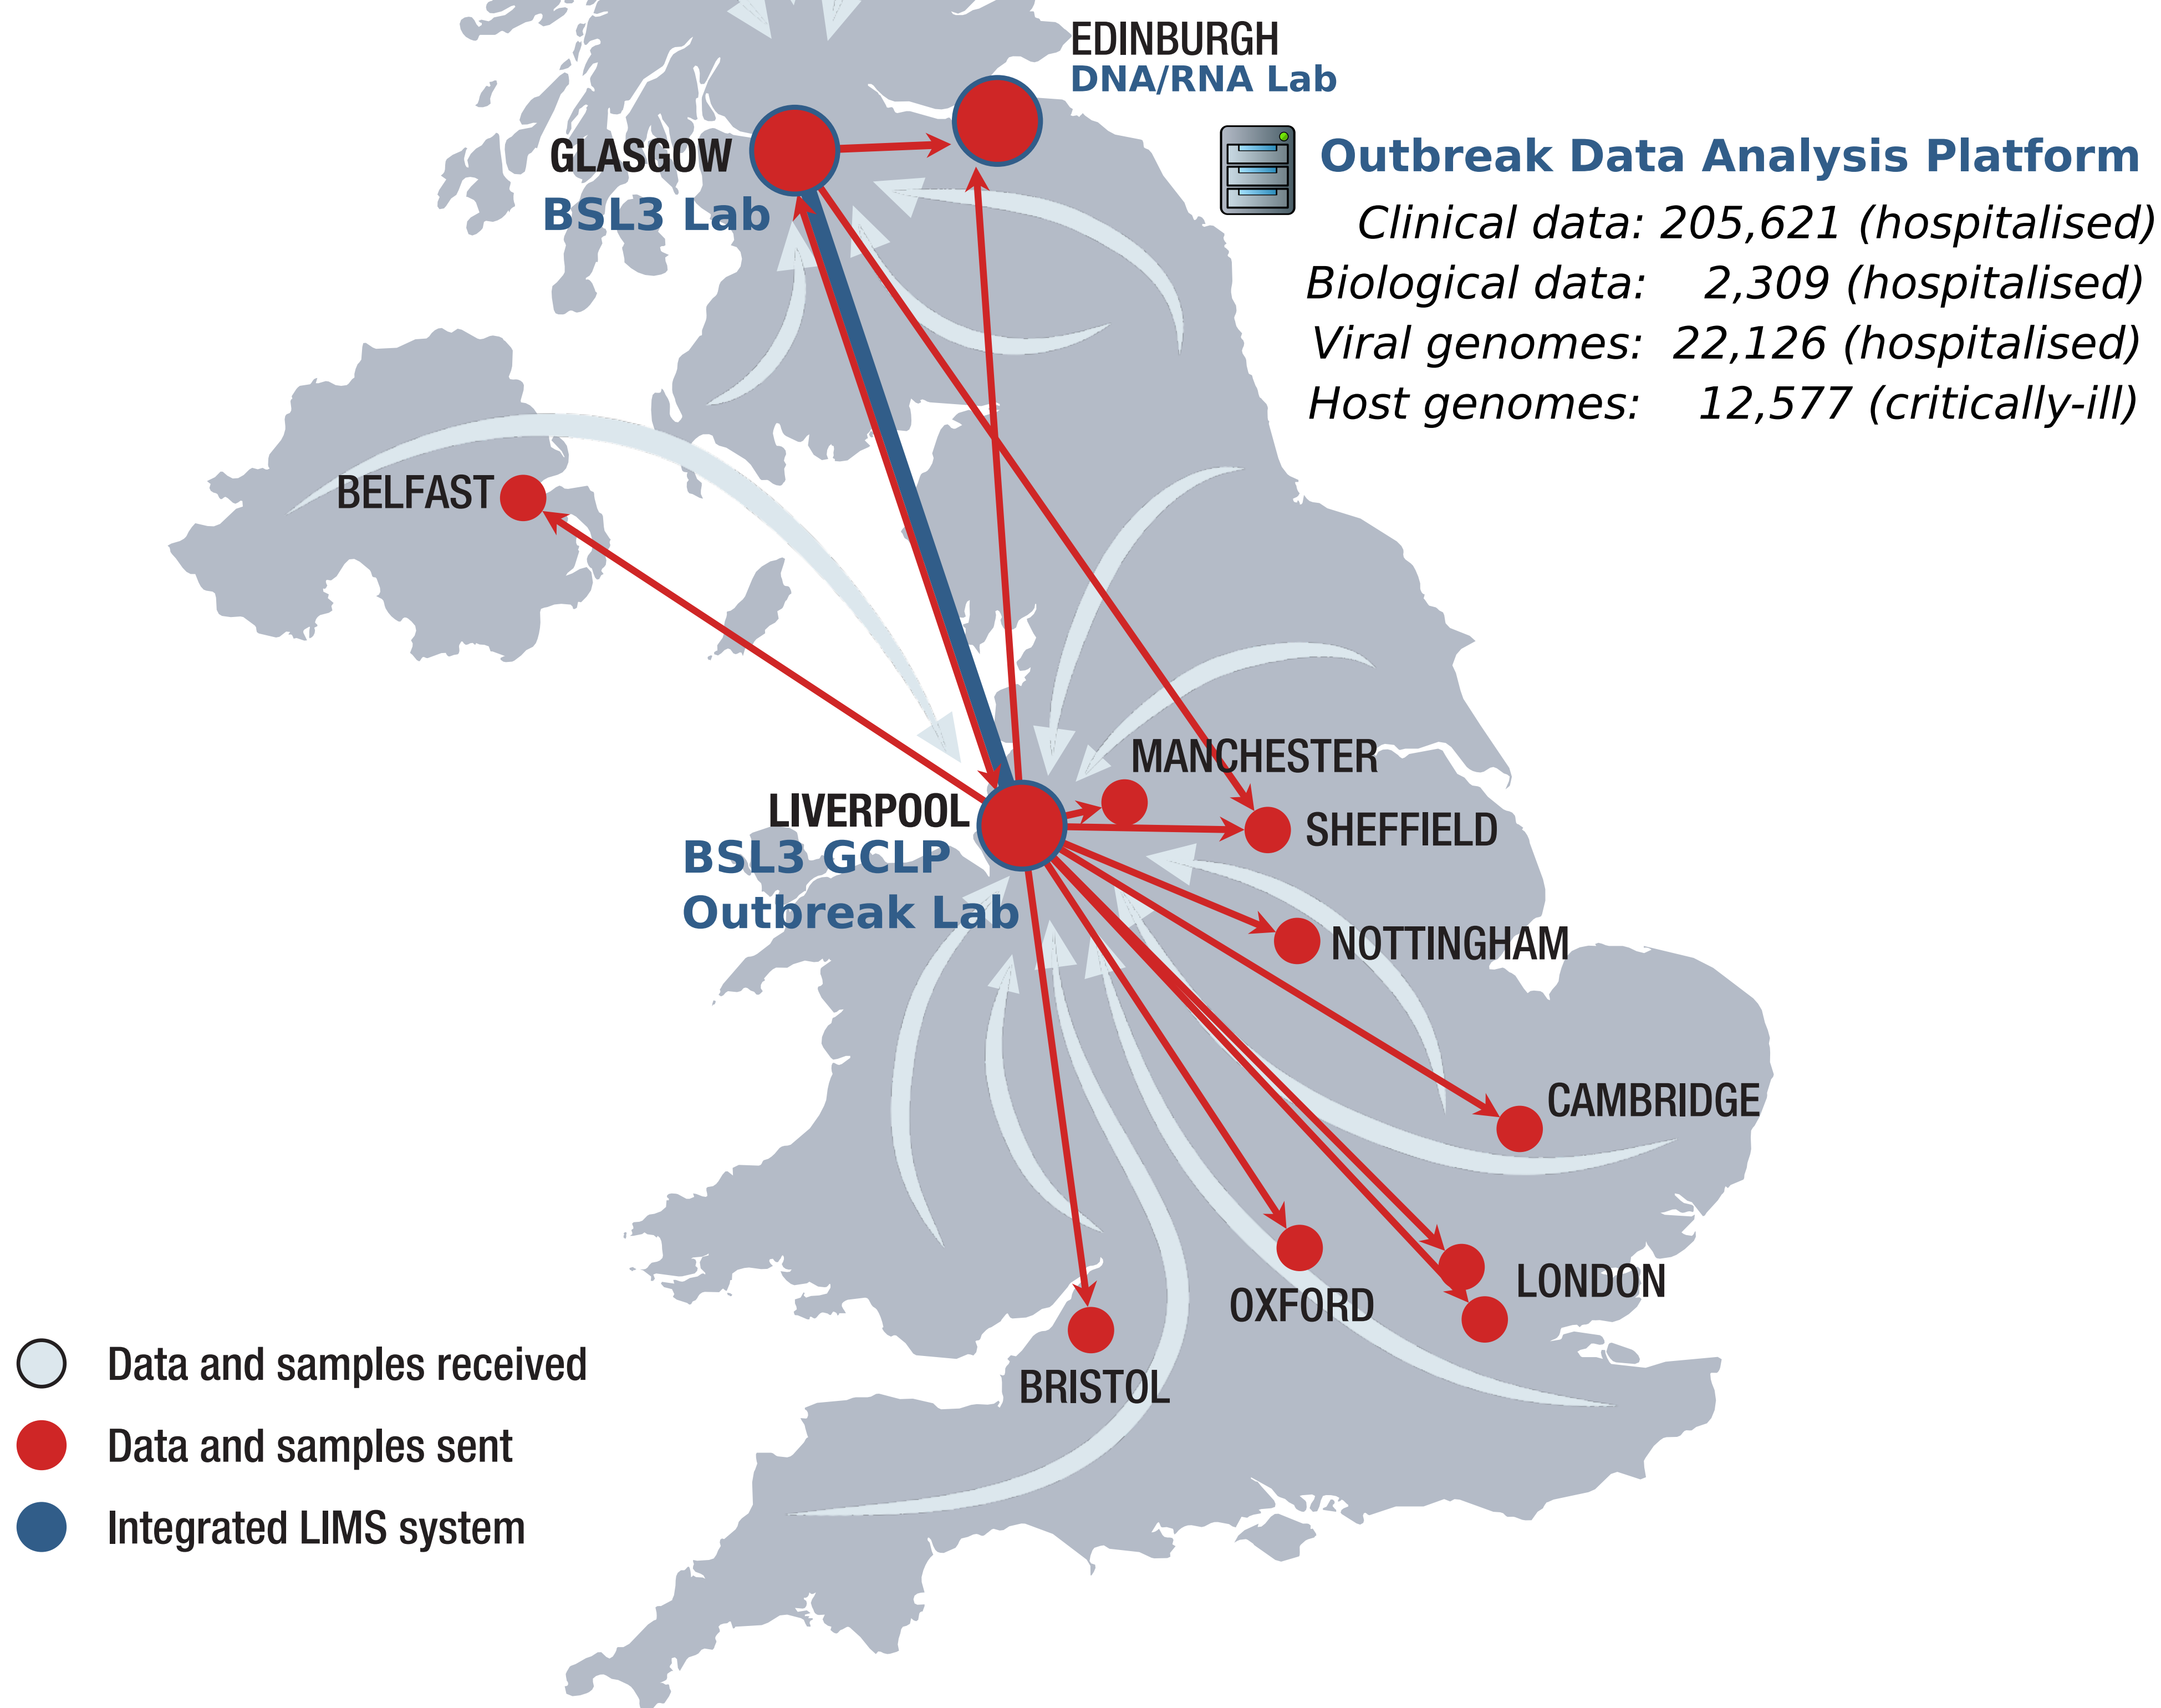 EDINBURGH
DNA/RNA Lab
GLASGOW
BSL3 Lab
Outbreak Data Analysis Platform
Clinical data: 205,621 (hospitalised)
Biological data: 2,309 (hospitalised)
Viral genomes: 22,126 (hospitalised)
Host genomes: 12,577 (critically-ill)
BELFAST
MANCHESTER
LIVERPOOL
BSL3 GCLP
Outbreak Lab
SHEFFIELD
NOTTINGHAM
CAMBRIDGE
LONDON
OXFORD
BRISTOL
Data and samples received
Data and samples sent
Integrated LIMS system